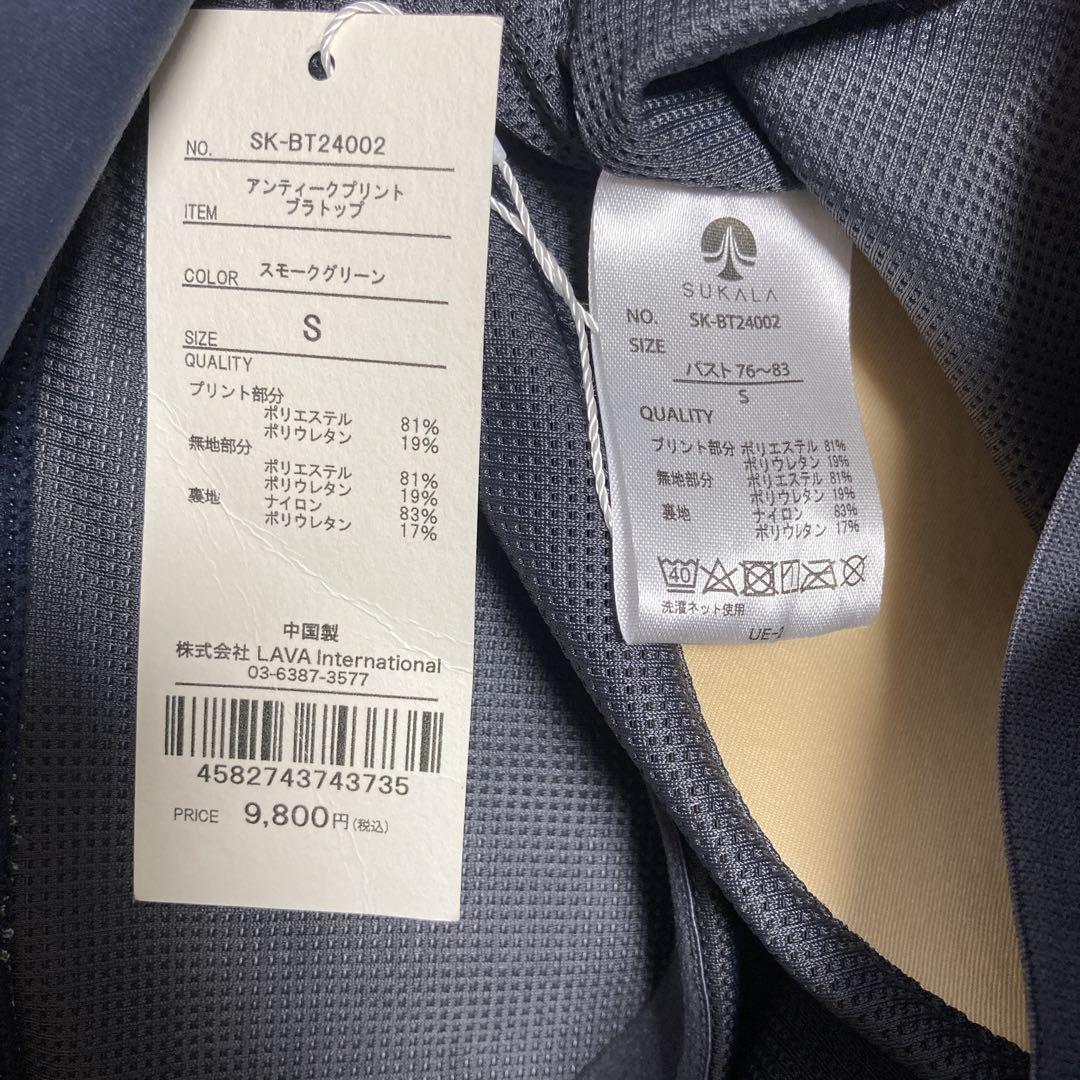 NO. SK-BT24002
アンティークプリント
ITEM ブラトップ
COLOR スモークグリーン
SIZE S
QUALITY
プリント部分
ポリエステル 81%
ポリウレタン 19%
無地部分
ポリエステル 81%
ポリウレタン 19%
裏地 ナイロン 83%
ポリウレタン 17%
中国製
株式会社 LAVA International
03-6387-3577
4582743743735
PRICE 9,800円(税込)
SUKALA
NO. SK-BT24002
SIZE
バスト 76~83
S
QUALITY
プリント部分 ポリエステル 81%
ポリウレタン 19%
無地部分 ポリエステル 81%
ポリウレタン 19%
裏地 ナイロン 83%
ポリウレタン 17%
40
洗濯ネット使用